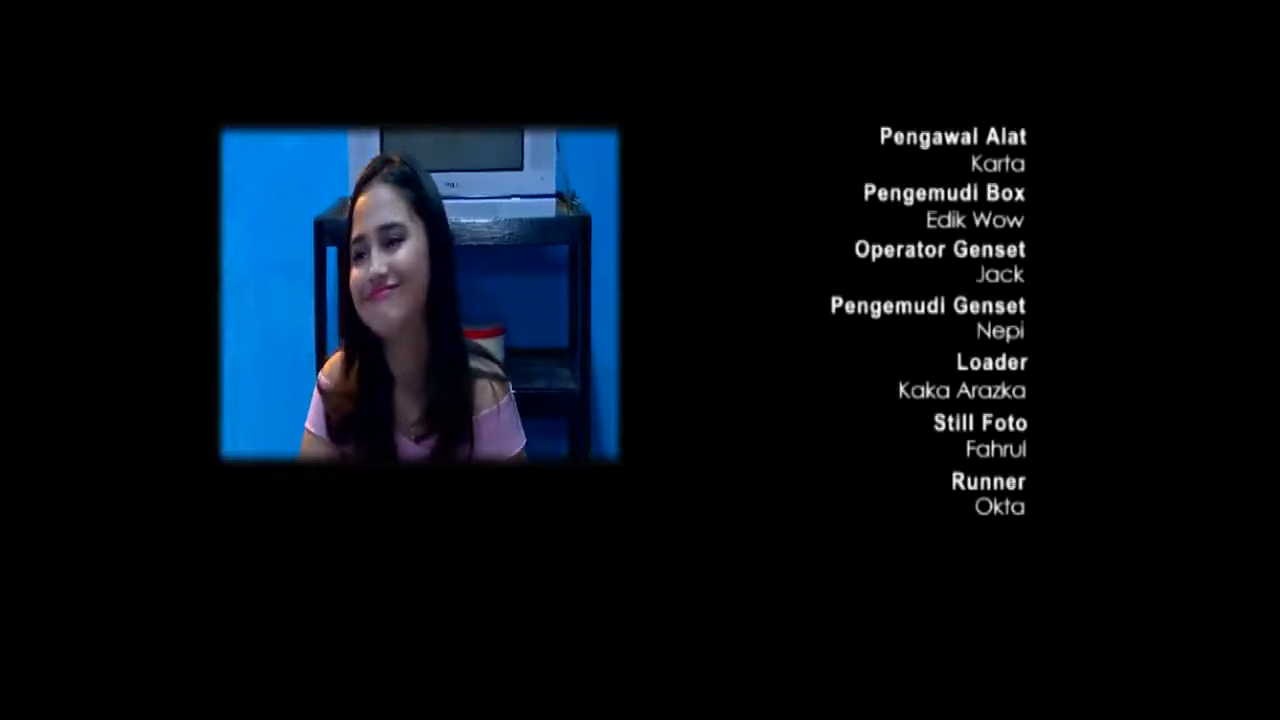 Pengawal Alat
Karta
Pengemudi Box
Edik Wow
Operator Genset
Jack
Pengemudi Genset
Nepi
Loader
Kaka Arazka
Still Foto
Fahrul
Runner
Okta